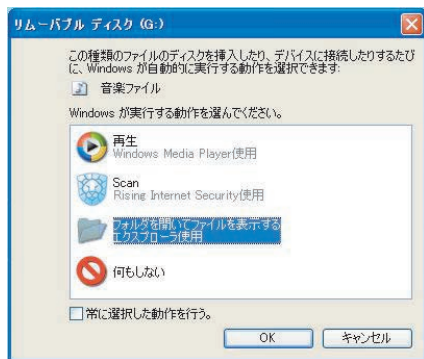 リムーバブル ディスク (G:)
この種類のファイルのディスクを挿入したり、デバイスに接続したりするたび
に、Windows が自動的に実行する動作を選択できます:
音楽ファイル
Windows が実行する動作を選んでください。
再生
Windows Media Player使用
Scan
Rising Internet Security使用
フォルダを開いてファイルを表示する
エクスプローラ使用
何もしない
常に選択した動作を行う。
OK キャンセル